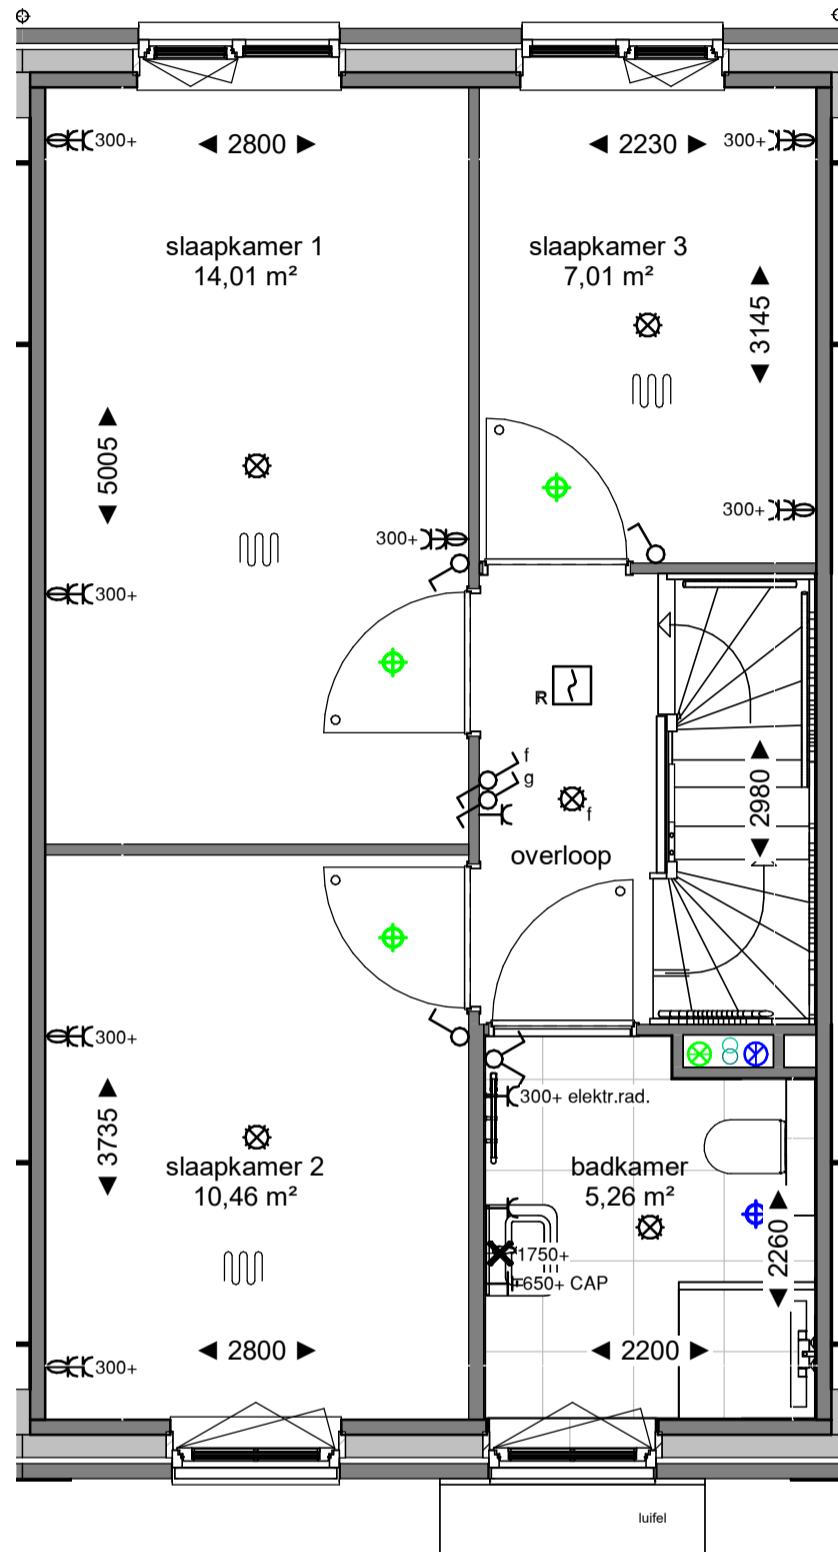 300+
2800
2230
300+
slaapkamer 1
14,01 m²
slaapkamer 3
7,01 m²
3145
5005
300+
300+
300+
R
f
g
f
2980
overloop
300+
300+ elektr.rad.
3735
slaapkamer 2
10,46 m²
badkamer
5,26 m²
2260
1750+
650+ CAP
300+
2800
2200
luifel